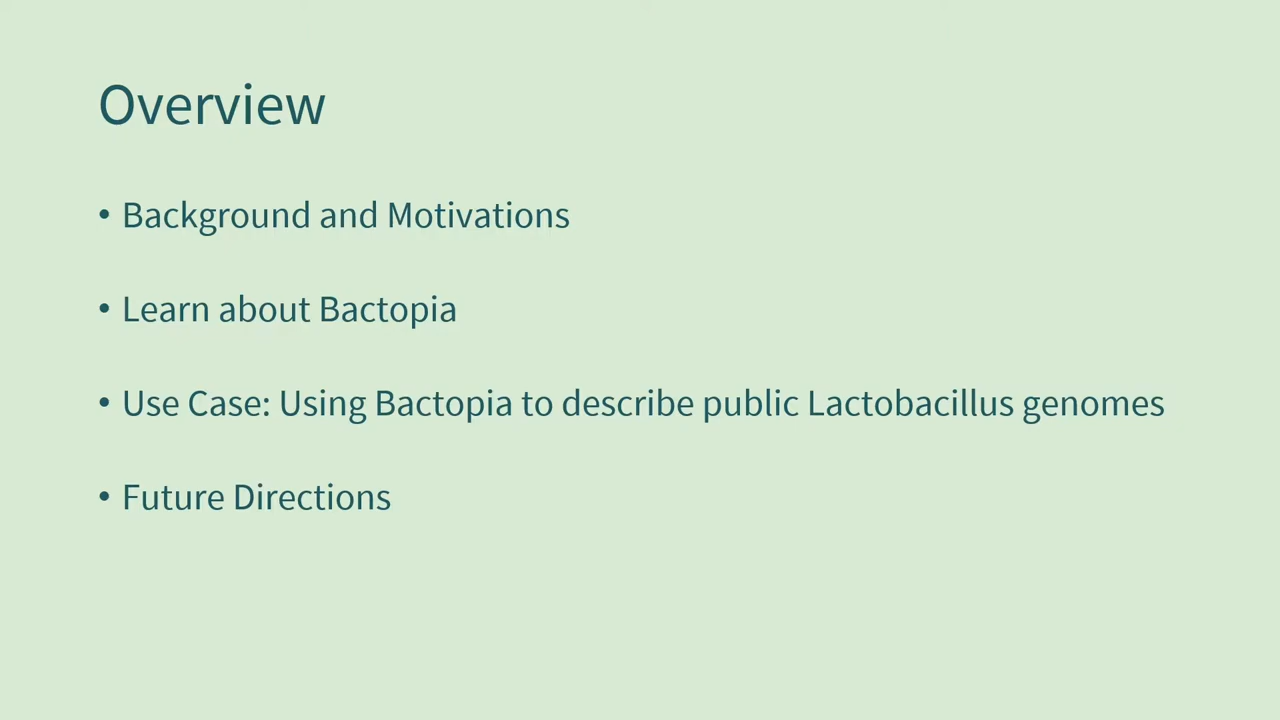 Overview
• Background and Motivations
• Learn about Bactopia
• Use Case: Using Bactopia to describe public Lactobacillus genomes
• Future Directions